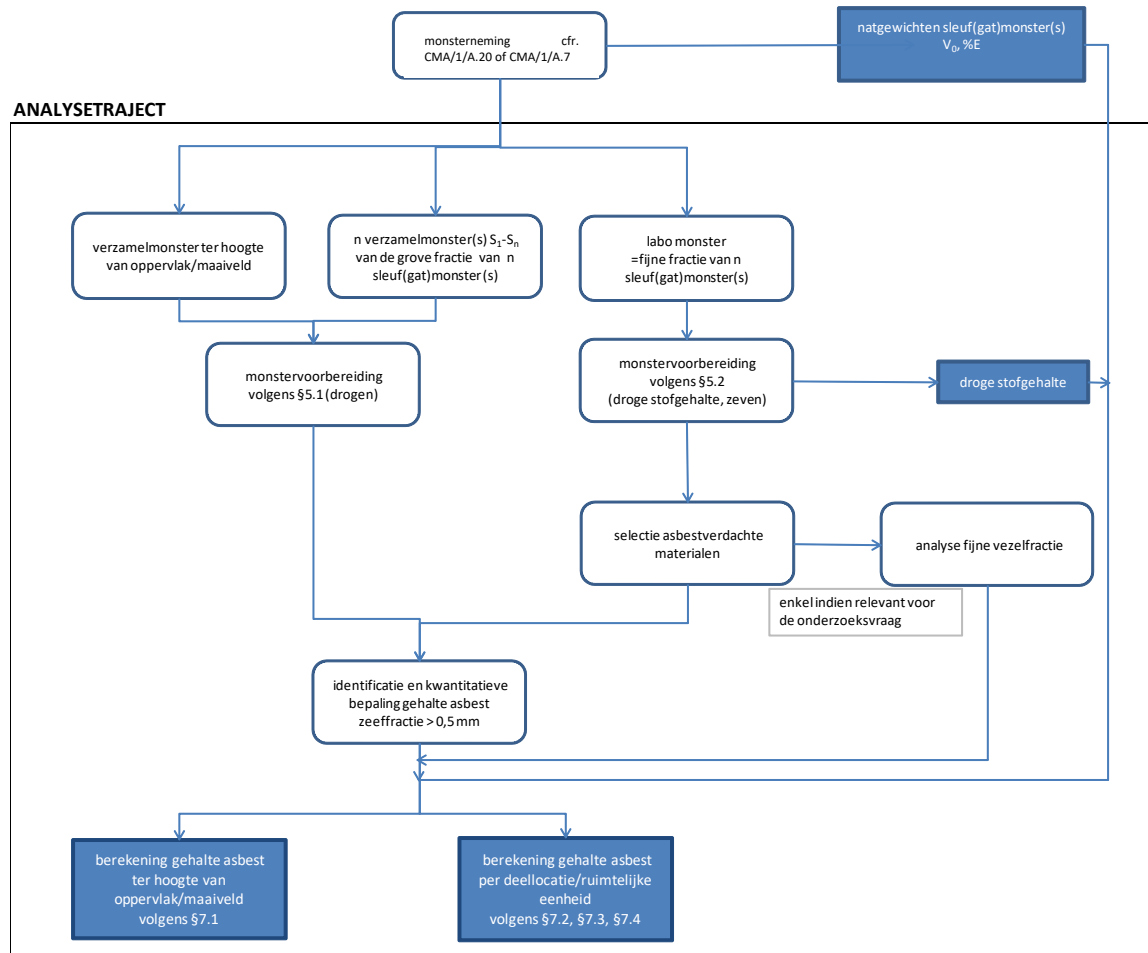 monsterneming cfr.
CMA/1/A.20 of CMA/1/A.7
natgewichten sleuf(gat)monster(s)
V0, %E
ANALYSETRAJECT
verzamelmonster ter hoogte
van oppervlak/maaiveld
n verzamelmonster(s) S1-Sn
van de grove fractie van n
sleuf(gat)monster(s)
labo monster
=fijne fractie van n
sleuf(gat)monster(s)
monstervoorbereiding
volgens §5.1 (drogen)
monstervoorbereiding
volgens §5.2
(droge stofgehalte, zeven)
droge stofgehalte
selectie asbestverdachte
materialen
analyse fijne vezelfractie
enkel indien relevant voor
de onderzoeksvraag
identificatie en kwantitatieve
bepaling gehalte asbest
zeeffractie > 0,5 mm
berekening gehalte asbest
ter hoogte van
oppervlak/maaiveld
volgens §7.1
berekening gehalte asbest
per deellocatie/ruimtelijke
eenheid
volgens §7.2, §7.3, §7.4